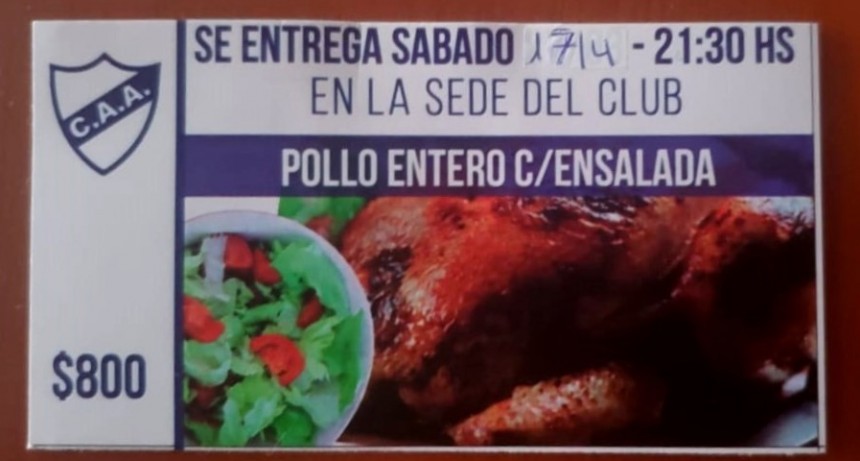 C.A.A.
$800
SE ENTREGA SABADO 17/4 - 21:30 HS
EN LA SEDE DEL CLUB
POLLO ENTERO C/ENSALADA